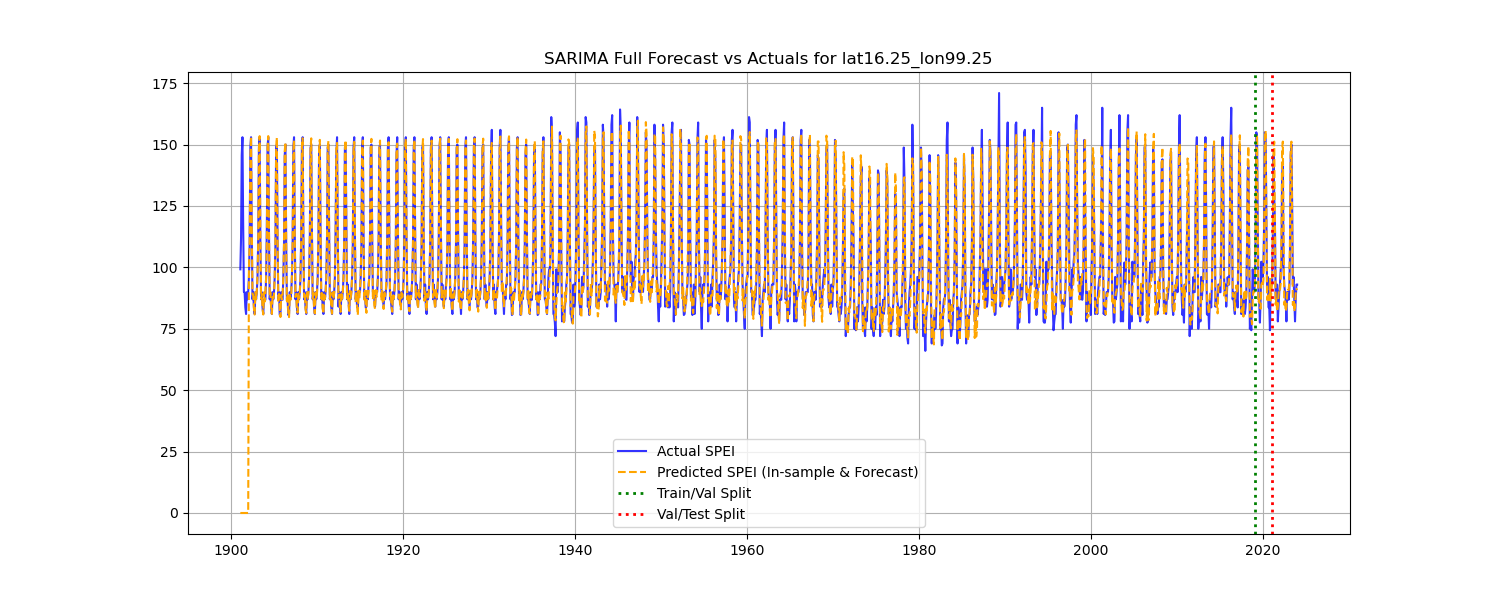 SARIMA Full Forecast vs Actuals for lat16.25_lon99.25
175
150
125
100
75
50
25
0
Actual SPEI
Predicted SPEI (In-sample & Forecast)
Train/Val Split
Val/Test Split
1900 1920 1940 1960 1980 2000 2020